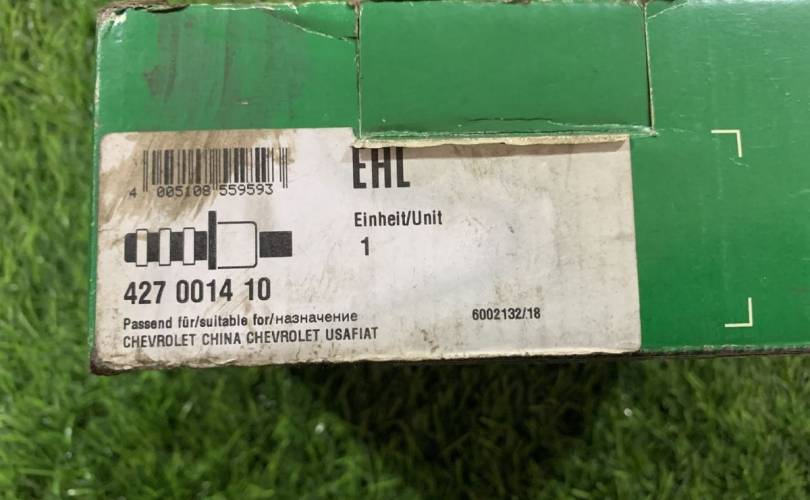 EHL
4 005108 559593
Einheit/Unit
1
427 0014 10
Passend für/suitable for/назначение
6002132/18
CHEVROLET CHINA CHEVROLET USAFIAT